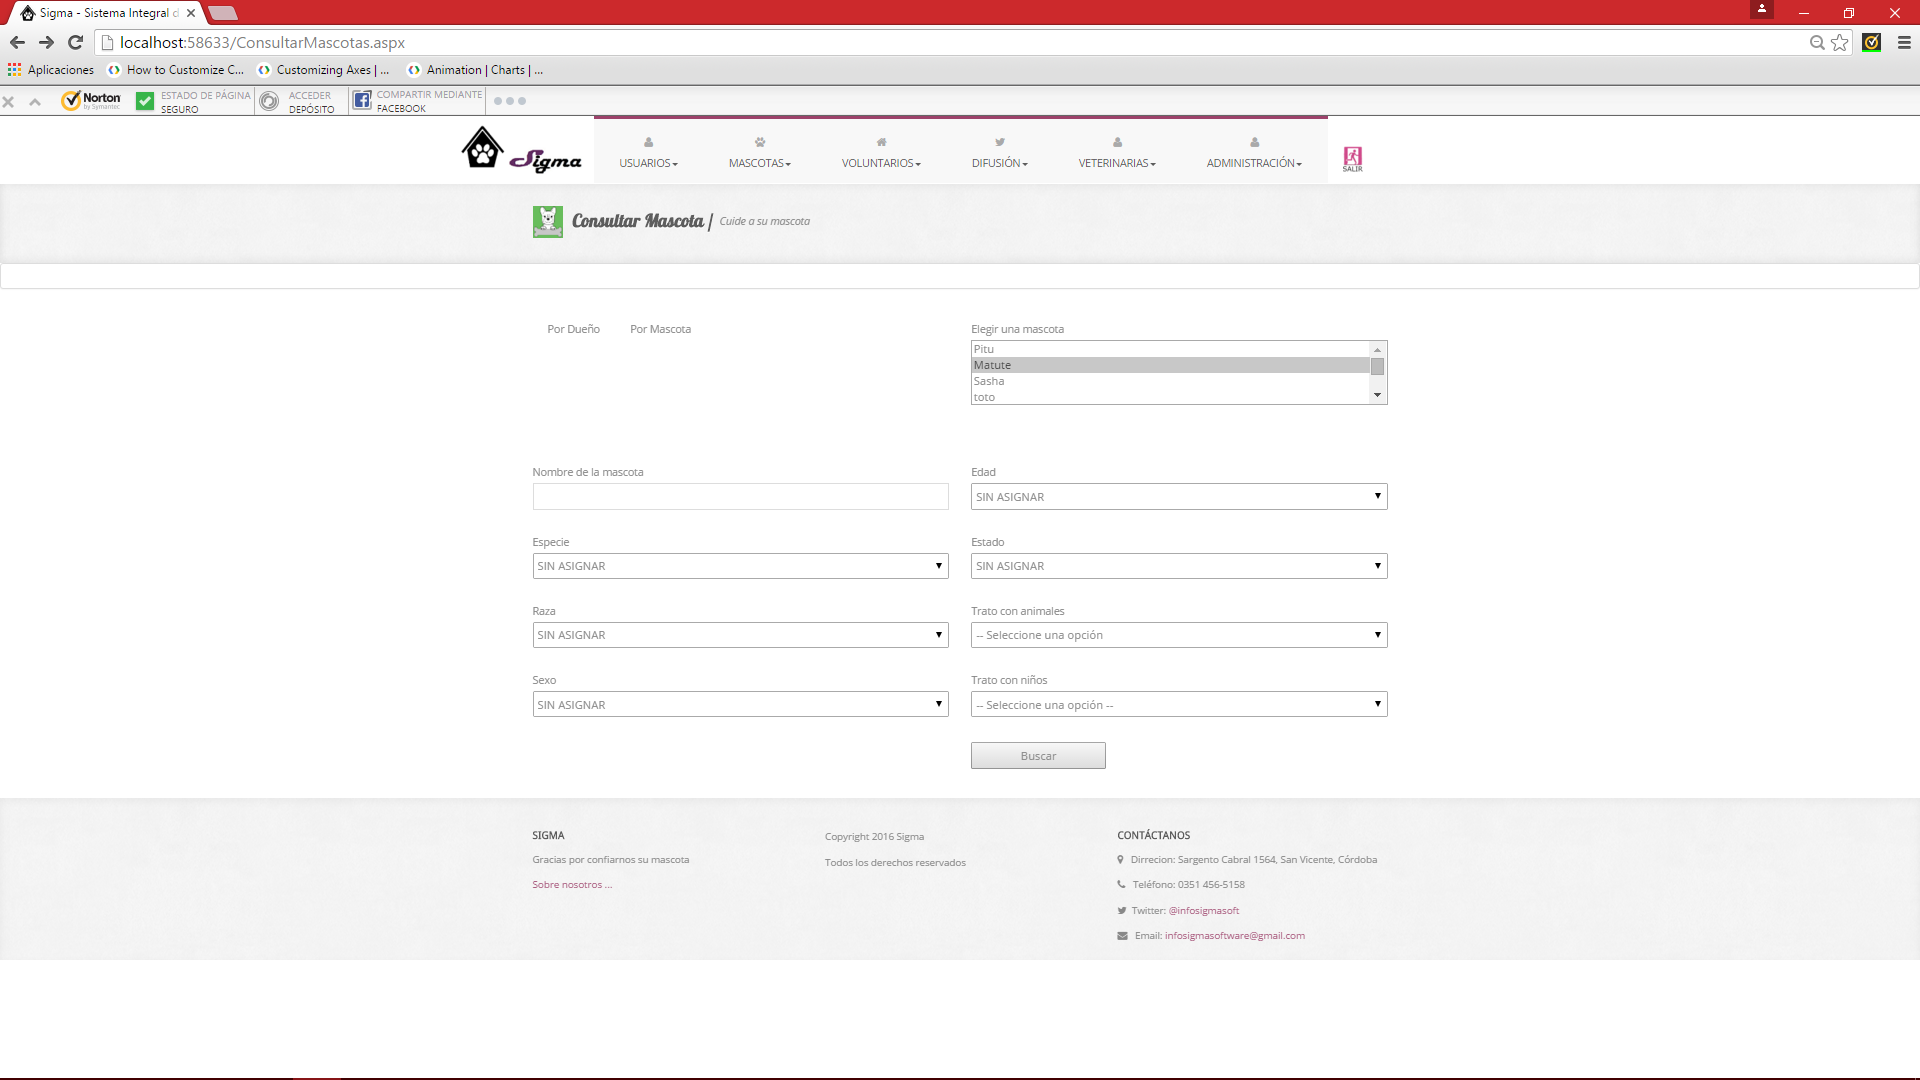 Sigma - Sistema Integral d
localhost:58633/ConsultarMascotas.aspx
Aplicaciones How to Customize C... Customizing Axes | ... Animation | Charts | ...
Norton by Symantec ESTADO DE PÁGINA SEGURO ACCEDER DEPÓSITO COMPARTIR MEDIANTE FACEBOOK
Sigma
USUARIOS MASCOTAS VOLUNTARIOS DIFUSIÓN VETERINARIAS ADMINISTRACIÓN SALIR
Consultar Mascota / Cuide a su mascota
Por Dueño Por Mascota
Elegir una mascota
Pitu
Matute
Sasha
toto
Nombre de la mascota Edad
SIN ASIGNAR
Especie Estado
SIN ASIGNAR SIN ASIGNAR
Raza Trato con animales
SIN ASIGNAR -- Seleccione una opción
Sexo Trato con niños
SIN ASIGNAR -- Seleccione una opción --
Buscar
SIGMA
Gracias por confiarnos su mascota
Sobre nosotros ...
Copyright 2016 Sigma
Todos los derechos reservados
CONTÁCTANOS
Dirrecion: Sargento Cabral 1564, San Vicente, Córdoba
Teléfono: 0351 456-5158
Twitter: @infosigmasoft
Email: infosigmasoftware@gmail.com